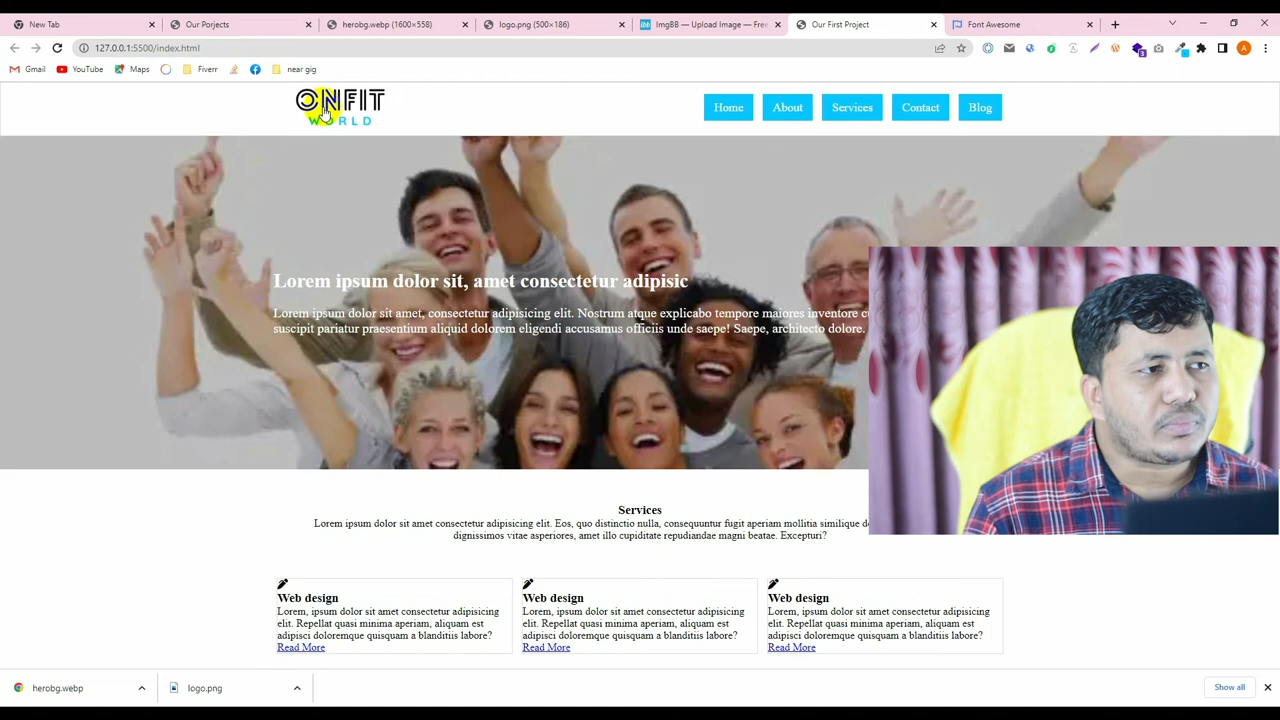 New Tab
Our Porjects
herobg.webp (1600×558)
logo.png (500×186)
ImgBB — Upload Image — Free
Our First Project
Font Awesome
127.0.0.1:5500/index.html
3
A
Gmail
YouTube
Maps
Fiverr
near gig
ONFIT
WORLD
Home
About
Services
Contact
Blog
Lorem ipsum dolor sit, amet consectetur adipisic
Lorem ipsum dolor sit amet, consectetur adipisicing elit. Nostrum atque explicabo tempore maiores inventore
suscipit pariatur praesentium aliquid dolorem eligendi accusamus officiis unde saepe! Saepe, architecto dolore.
Services
Lorem ipsum dolor sit amet consectetur adipisicing elit. Eos, quo distinctio nulla, consequuntur fugit aperiam mollitia similique
dignissimos vitae asperiores, amet illo cupiditate repudiandae magni beatae. Excepturi?
Web design
Lorem, ipsum dolor sit amet consectetur adipisicing
elit. Repellat quasi minima aperiam, aliquam est
adipisci doloremque quisquam a blanditiis labore?
Read More
Web design
Lorem, ipsum dolor sit amet consectetur adipisicing
elit. Repellat quasi minima aperiam, aliquam est
adipisci doloremque quisquam a blanditiis labore?
Read More
Web design
Lorem, ipsum dolor sit amet consectetur adipisicing
elit. Repellat quasi minima aperiam, aliquam est
adipisci doloremque quisquam a blanditiis labore?
Read More
herobg.webp
logo.png
Show all